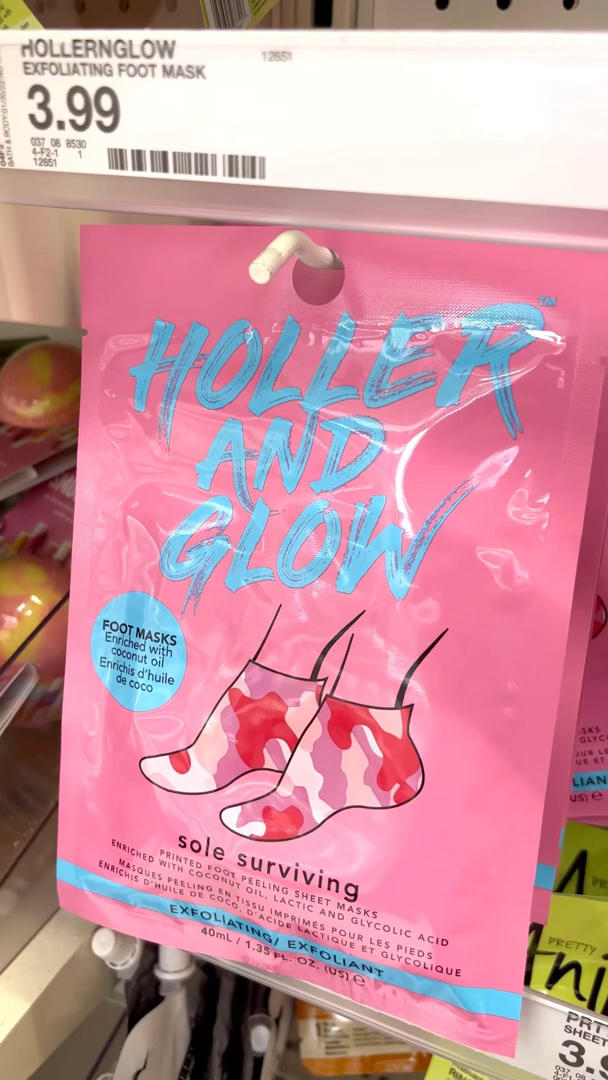 HOLLERNGLOW
EXFOLIATING FOOT MASK
12651
3.99
037 08 8530
4-F2-1 1
12651
HOLLER™
AND
GLOW
FOOT MASKS
Enriched with
coconut oil
Enrichis d'huile
de coco
sole surviving
PRINTED FOOT PEELING SHEET MASKS
ENRICHED WITH COCONUT OIL, LACTIC AND GLYCOLIC ACID
MASQUES PEELING EN TISSU IMPRIMÉS POUR LES PIEDS
ENRICHIS D'HUILE DE COCO, D'ACIDE LACTIQUE ET GLYCOLIQUE
EXFOLIATING/ EXFOLIANT
40mL / 1.35 FL. OZ. (US) ℮
PRETTY
PRT
SHEET